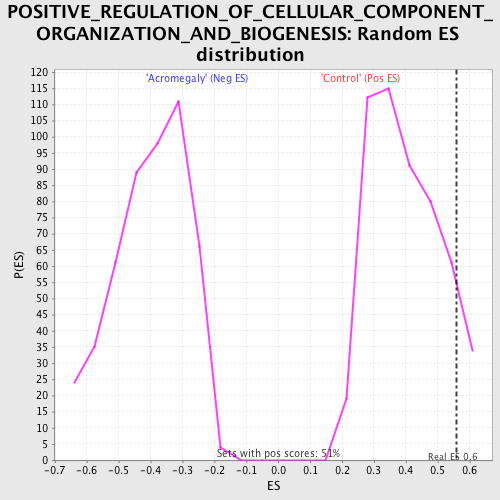 POSITIVE_REGULATION_OF_CELLULAR_COMPONENT_
ORGANIZATION_AND_BIOGENESIS: Random ES
distribution
'Acromegaly' (Neg ES)
'Control' (Pos ES)
P(ES)
120
115
110
105
100
95
90
85
80
75
70
65
60
55
50
45
40
35
30
25
20
15
10
5
0
Sets with pos scores: 51%
Real ES 0,6
-0.7 -0.6 -0.5 -0.4 -0.3 -0.2 -0.1 -0.0 0.1 0.2 0.3 0.4 0.5 0.6
ES